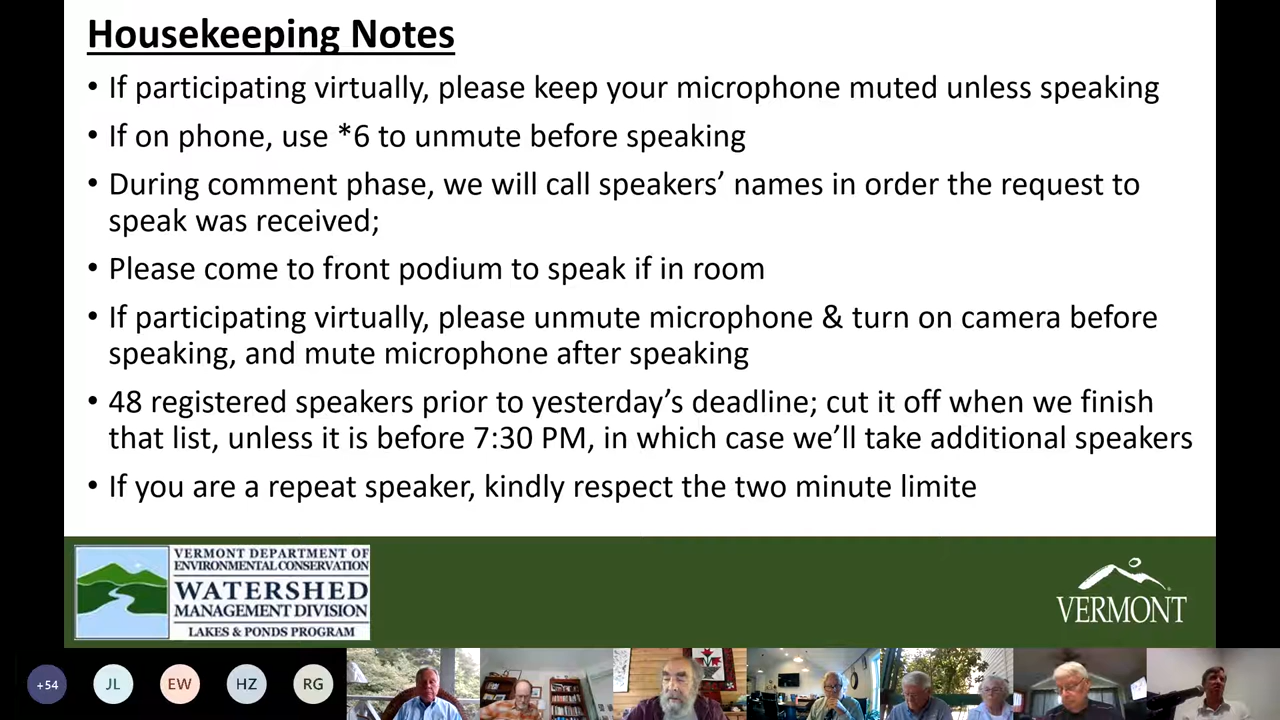 Housekeeping Notes
• If participating virtually, please keep your microphone muted unless speaking
• If on phone, use *6 to unmute before speaking
• During comment phase, we will call speakers’ names in order the request to
speak was received;
• Please come to front podium to speak if in room
• If participating virtually, please unmute microphone & turn on camera before
speaking, and mute microphone after speaking
• 48 registered speakers prior to yesterday’s deadline; cut it off when we finish
that list, unless it is before 7:30 PM, in which case we’ll take additional speakers
• If you are a repeat speaker, kindly respect the two minute limite
VERMONT DEPARTMENT OF
ENVIRONMENTAL CONSERVATION
WATERSHED
MANAGEMENT DIVISION
LAKES & PONDS PROGRAM
VERMONT
+54 JL EW HZ RG